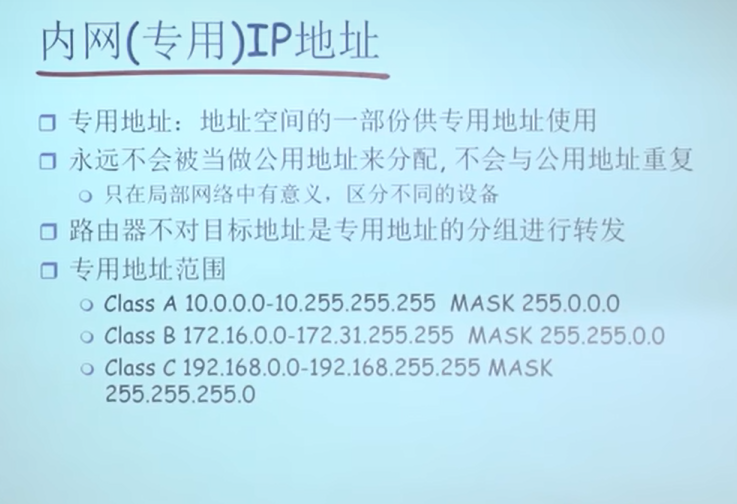 内网(专用)IP地址
专用地址：地址空间的一部份供专用地址使用
永远不会被当做公用地址来分配, 不会与公用地址重复
只在局部网络中有意义，区分不同的设备
路由器不对目标地址是专用地址的分组进行转发
专用地址范围
Class A 10.0.0.0-10.255.255.255 MASK 255.0.0.0
Class B 172.16.0.0-172.31.255.255 MASK 255.255.0.0
Class C 192.168.0.0-192.168.255.255 MASK
255.255.255.0